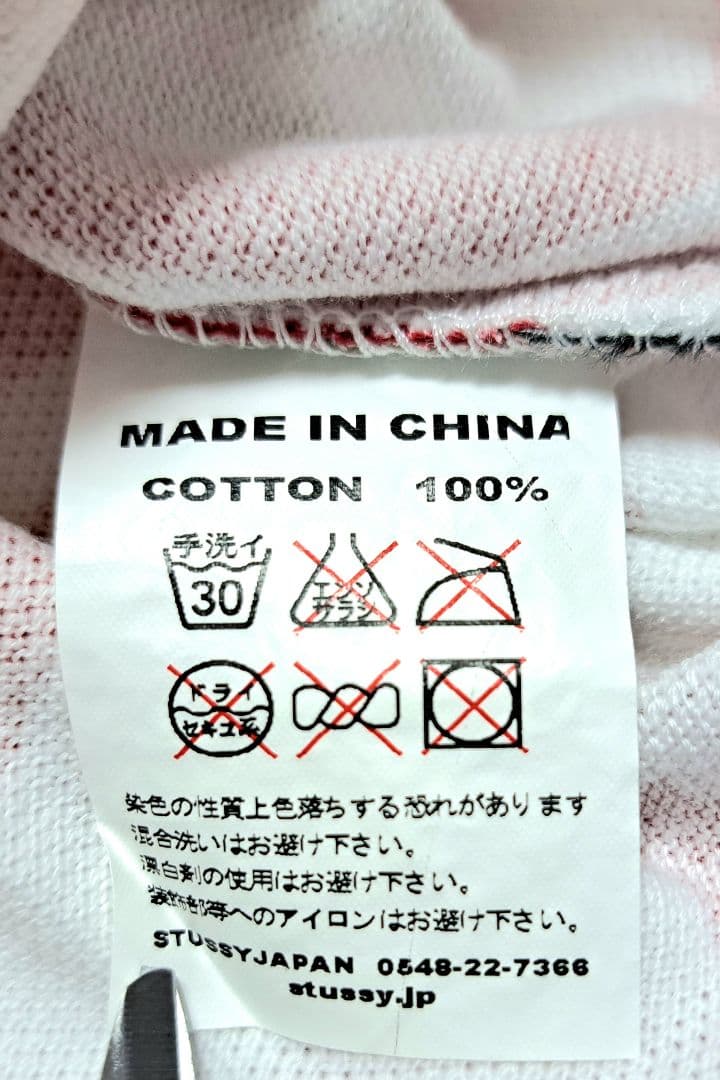 MADE IN CHINA
COTTON 100%
手洗イ
30
エンソ
サラシ
ドライ
セキユ系
染色の性質上色落ちする恐れがあります
混合洗いはお避け下さい。
漂白剤の使用はお避け下さい。
装飾部等へのアイロンはお避け下さい。
STUSSYJAPAN 0548-22-7366
stussy.jp